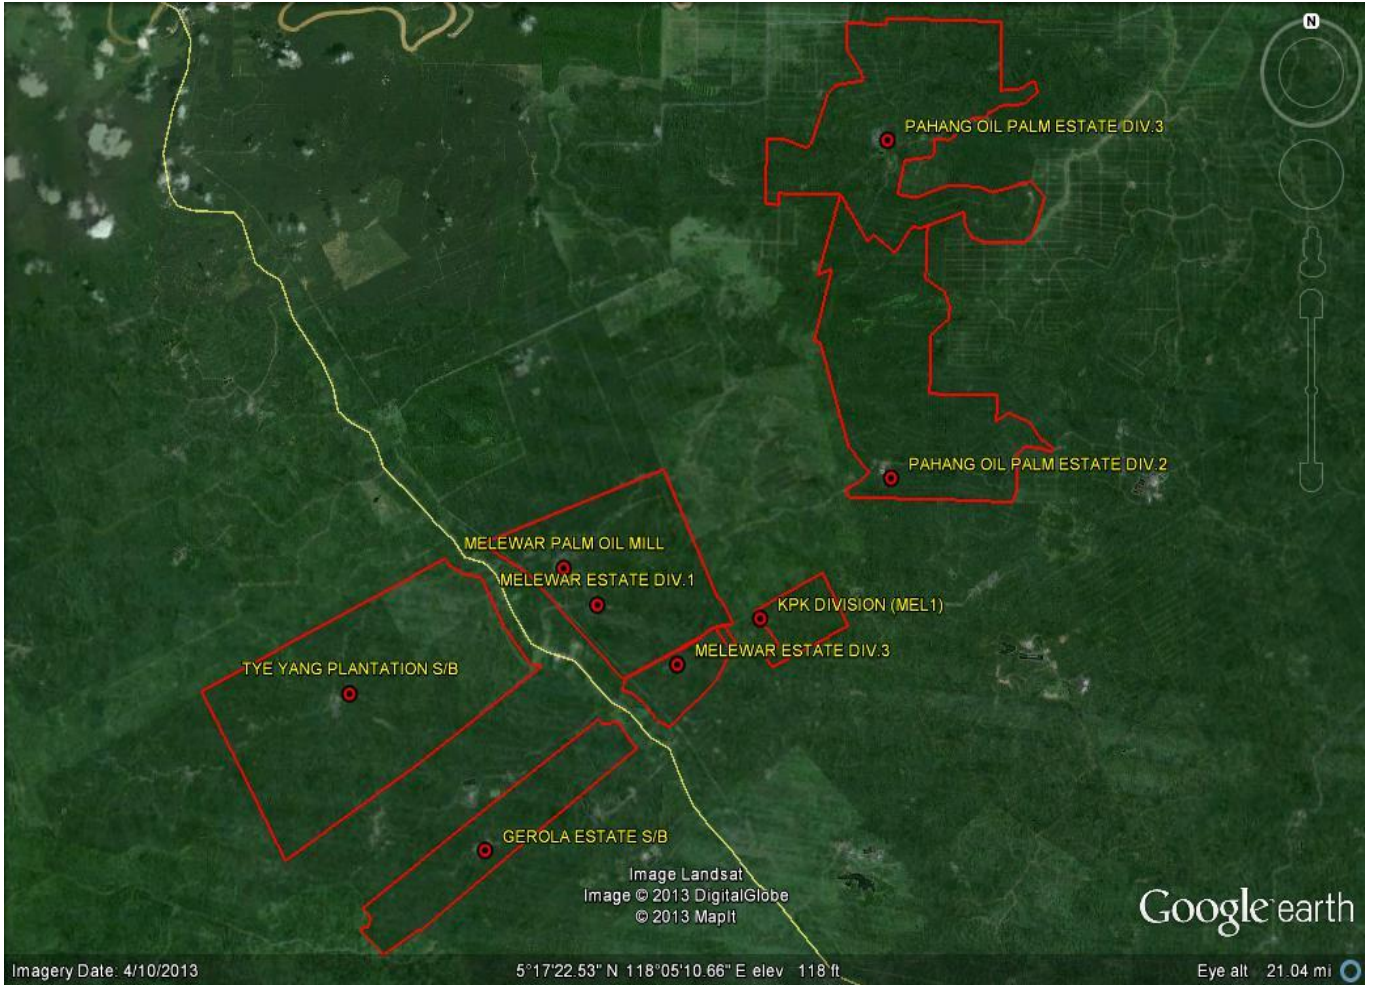 N
PAHANG OIL PALM ESTATE DIV.3
PAHANG OIL PALM ESTATE DIV.2
MELEWAR PALM OIL MILL
MELEWAR ESTATE DIV.1
KPK DIVISION (MEL1)
MELEWAR ESTATE DIV.3
TYE YANG PLANTATION S/B
GEROLA ESTATE S/B
Image Landsat
Image © 2013 DigitalGlobe
© 2013 MapIt
Google earth
Imagery Date: 4/10/2013
5°17'22.53" N 118°05'10.66" E elev 118 ft
Eye alt 21.04 mi